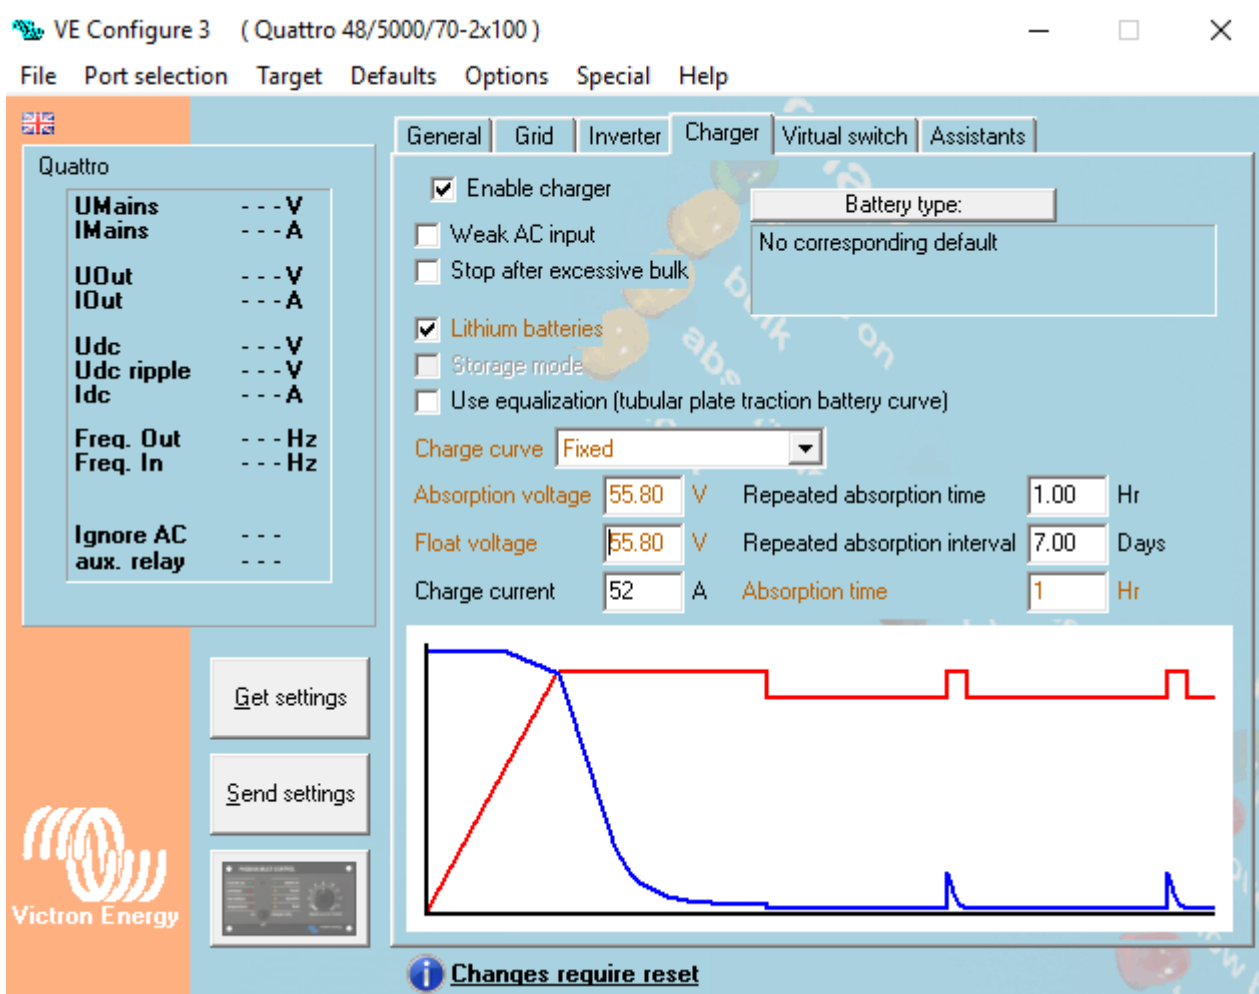 VE Configure 3 ( Quattro 48/5000/70-2x100 )
File Port selection Target Defaults Options Special Help
General Grid Inverter Charger Virtual switch Assistants
Quattro
UMains - - - V
IMains - - - A
UOut - - - V
IOut - - - A
Udc - - - V
Udc ripple - - - V
Idc - - - A
Freq. Out - - - Hz
Freq. In - - - Hz
Ignore AC - - -
aux. relay - - -
Get settings
Send settings
Victron Energy
Enable charger
Weak AC input
Stop after excessive bulk
Battery type:
No corresponding default
Lithium batteries
Storage mode
Use equalization (tubular plate traction battery curve)
Charge curve Fixed
Absorption voltage 55.80 V Repeated absorption time 1.00 Hr
Float voltage 55.80 V Repeated absorption interval 7.00 Days
Charge current 52 A Absorption time 1 Hr
Changes require reset
bulk
abs
on